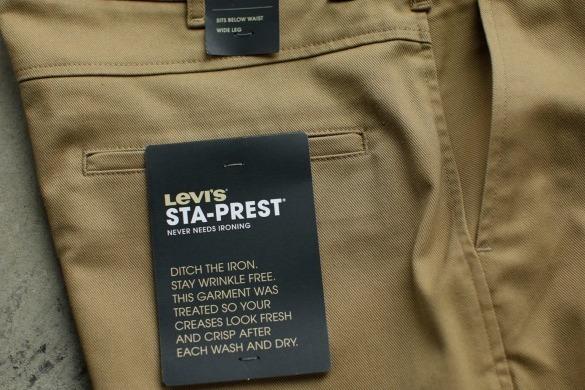 SITS BELOW WAIST
WIDE LEG
LEVI'S
STA-PREST®
NEVER NEEDS IRONING
DITCH THE IRON.
STAY WRINKLE FREE.
THIS GARMENT WAS
TREATED SO YOUR
CREASES LOOK FRESH
AND CRISP AFTER
EACH WASH AND DRY.